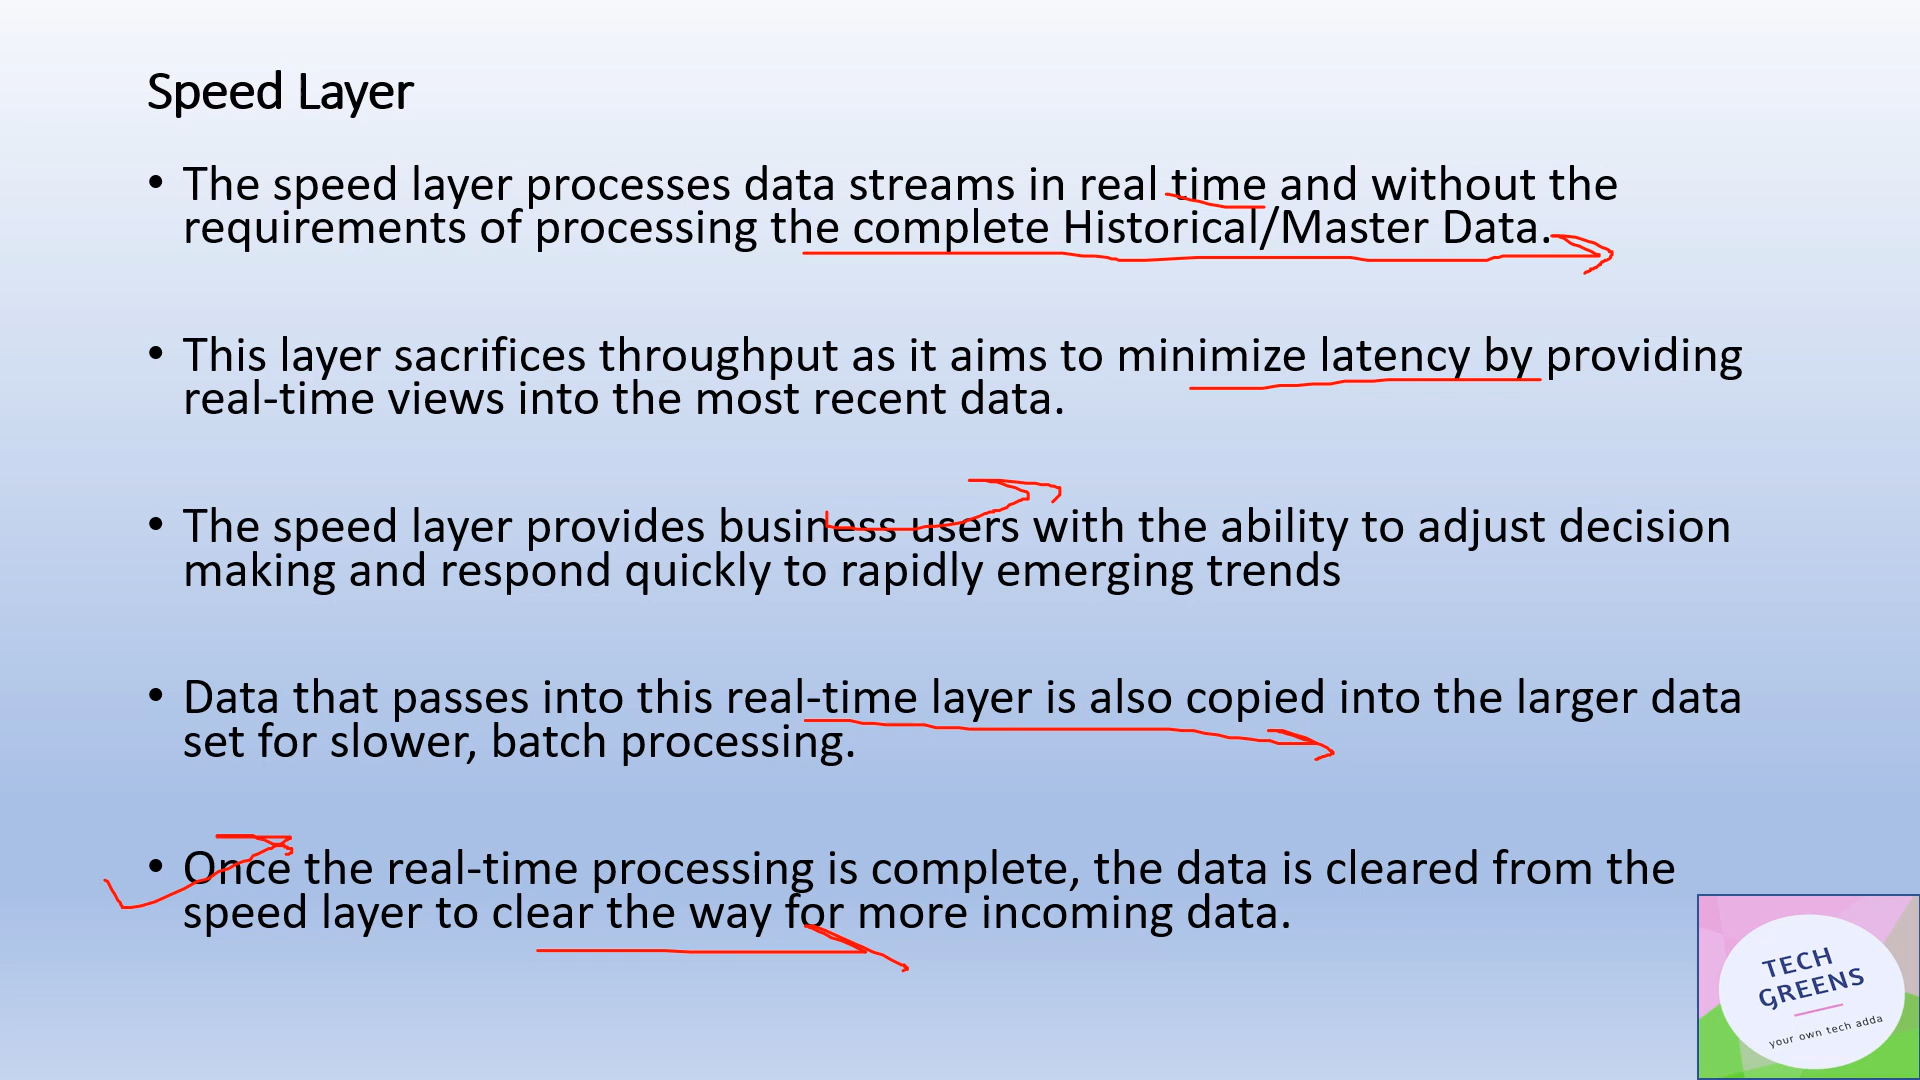 Speed Layer
• The speed layer processes data streams in real time and without the
requirements of processing the complete Historical/Master Data.
• This layer sacrifices throughput as it aims to minimize latency by providing
real-time views into the most recent data.
• The speed layer provides business users with the ability to adjust decision
making and respond quickly to rapidly emerging trends
• Data that passes into this real-time layer is also copied into the larger data
set for slower, batch processing.
• Once the real-time processing is complete, the data is cleared from the
speed layer to clear the way for more incoming data.
TECH
GREENS
your own tech adda